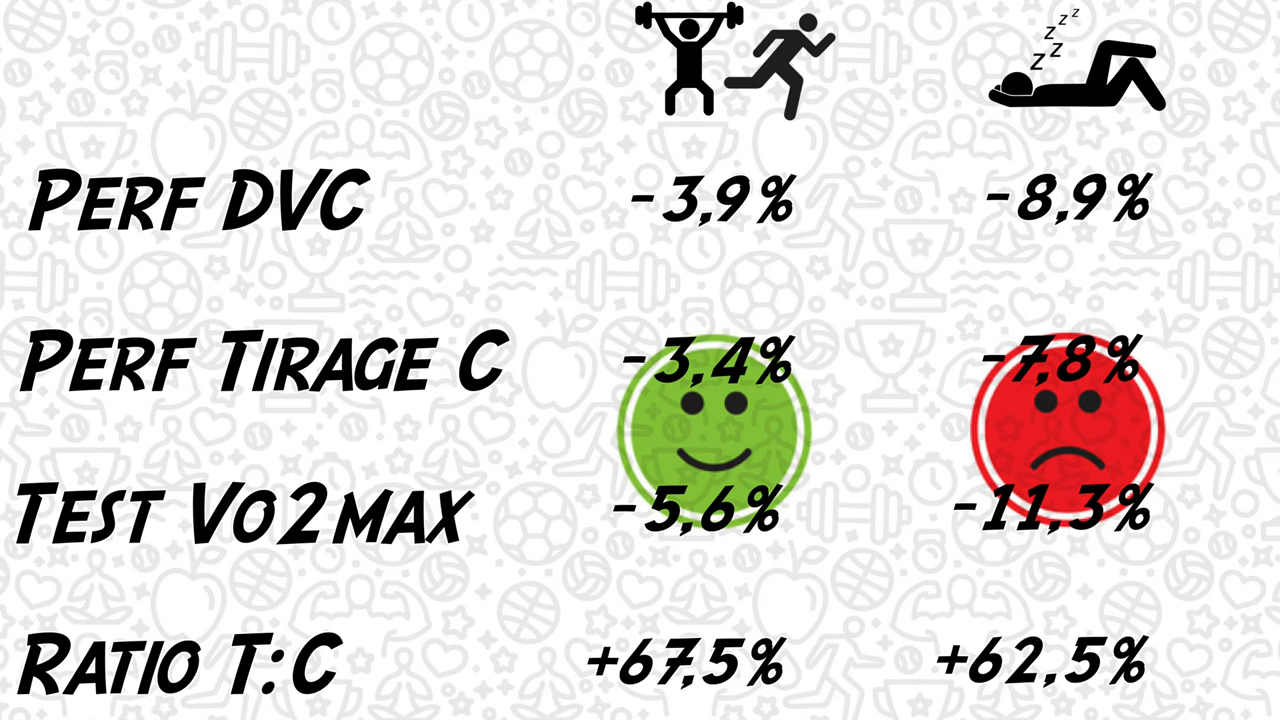 z z z z z
Perf DVC -3,9% -8,9%
Perf Tirage C -3,4% -7,8%
Test Vo2max -5,6% -11,3%
Ratio T:C +67,5% +62,5%